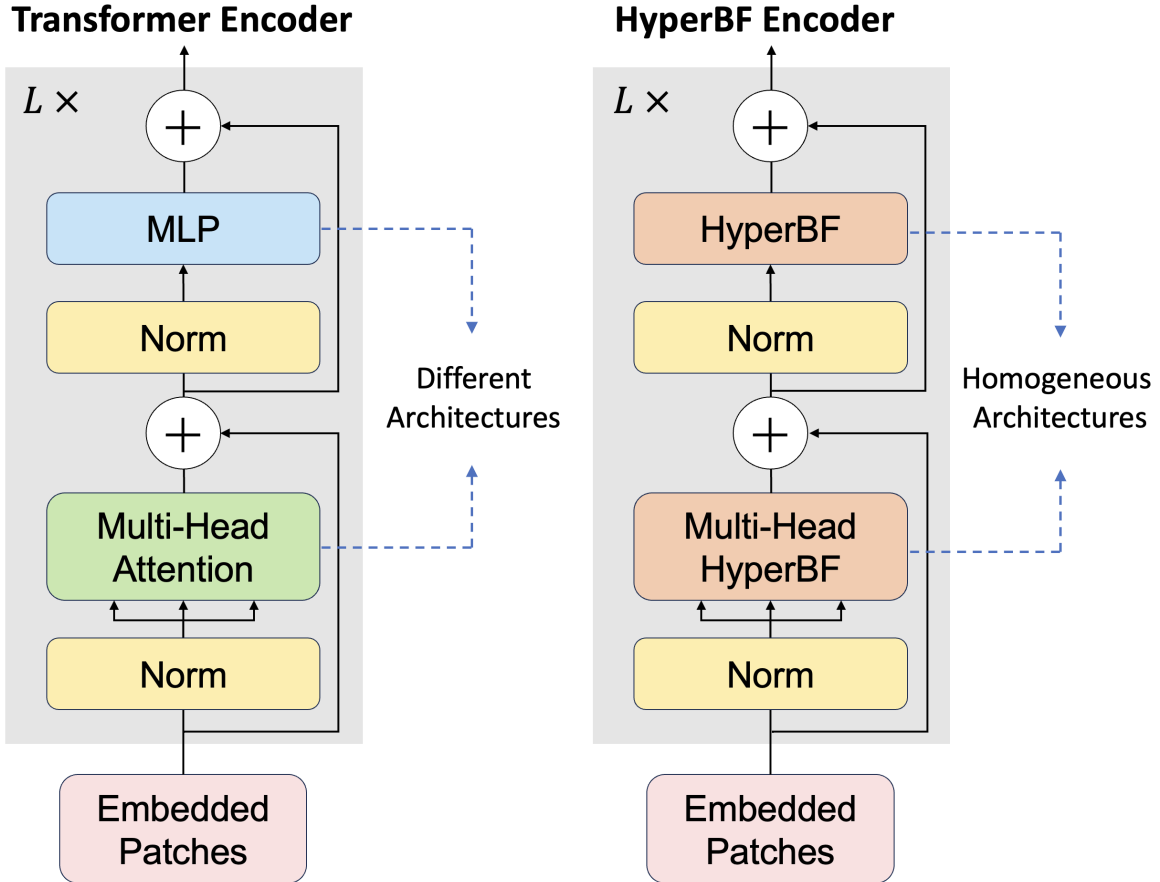 Transformer Encoder
L ×
+
MLP
Norm
+
Multi-Head
Attention
Norm
Embedded
Patches
Different
Architectures
HyperBF Encoder
L ×
+
HyperBF
Norm
+
Multi-Head
HyperBF
Norm
Embedded
Patches
Homogeneous
Architectures